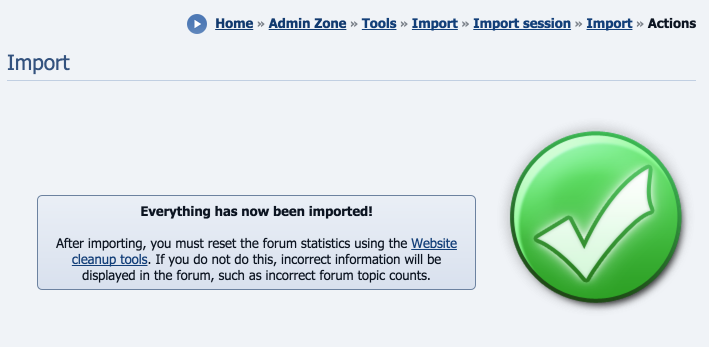 Home » Admin Zone » Tools » Import » Import session » Import » Actions
Import
Everything has now been imported!
After importing, you must reset the forum statistics using the Website
cleanup tools. If you do not do this, incorrect information will be
displayed in the forum, such as incorrect forum topic counts.